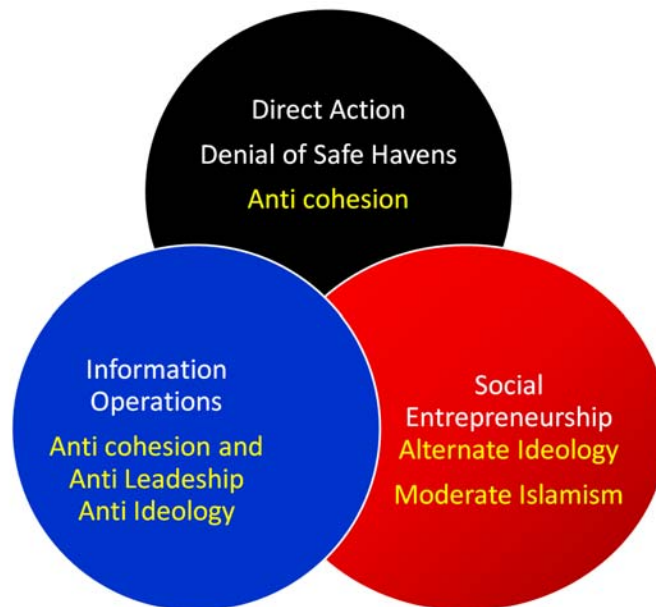 Direct Action
Denial of Safe Havens
Anti cohesion
Information
Operations
Anti cohesion and
Anti Leadeship
Anti Ideology
Social
Entrepreneurship
Alternate Ideology
Moderate Islamism